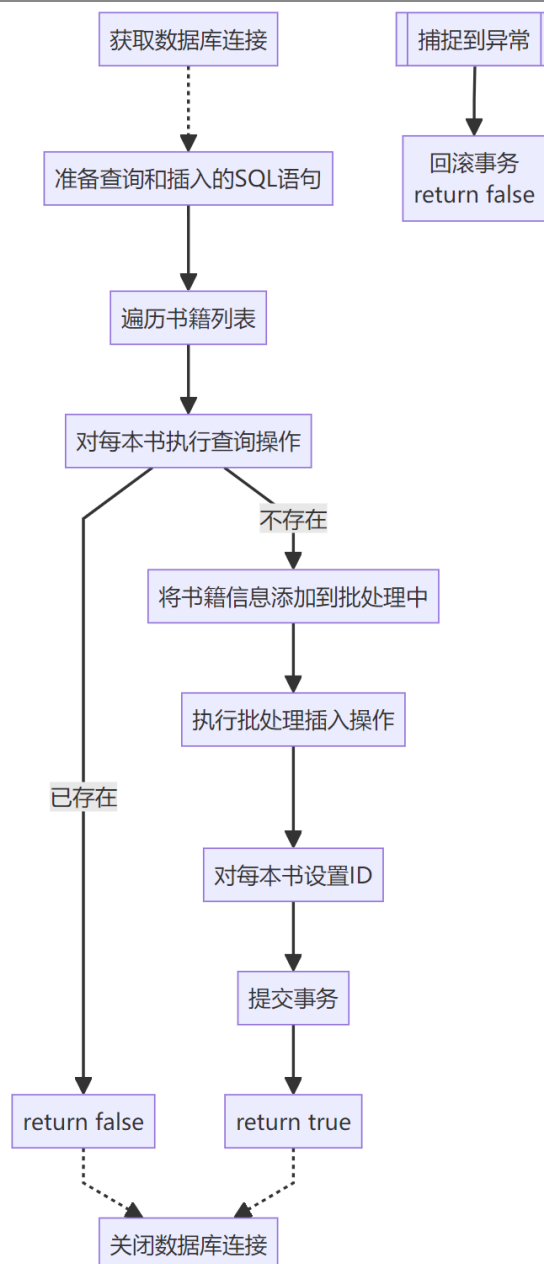 获取数据库连接
捕捉到异常
准备查询和插入的SQL语句
回滚事务
return false
遍历书籍列表
对每本书执行查询操作
不存在
将书籍信息添加到批处理中
执行批处理插入操作
已存在
对每本书设置ID
提交事务
return false
return true
关闭数据库连接